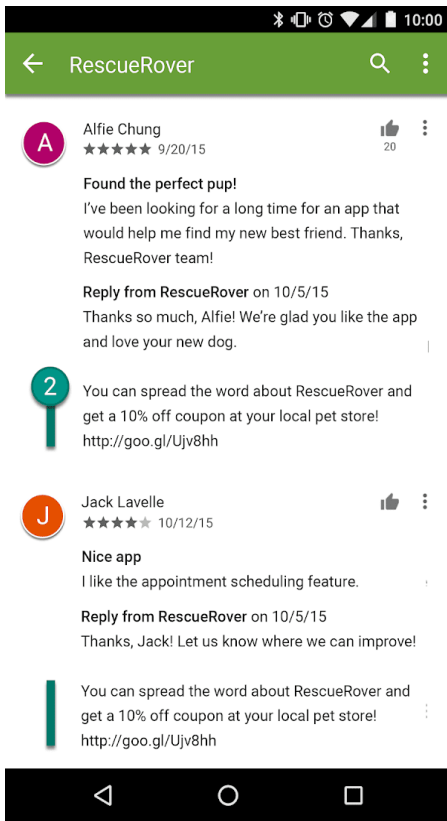 10:00
RescueRover
A
Alfie Chung
★★★★★ 9/20/15
20
Found the perfect pup!
I've been looking for a long time for an app that
would help me find my new best friend. Thanks,
RescueRover team!
Reply from RescueRover on 10/5/15
Thanks so much, Alfie! We're glad you like the app
and love your new dog.
2
You can spread the word about RescueRover and
get a 10% off coupon at your local pet store!
http://goo.gl/Ujv8hh
J
Jack Lavelle
★★★★★ 10/12/15
Nice app
I like the appointment scheduling feature.
Reply from RescueRover on 10/5/15
Thanks, Jack! Let us know where we can improve!
You can spread the word about RescueRover and
get a 10% off coupon at your local pet store!
http://goo.gl/Ujv8hh